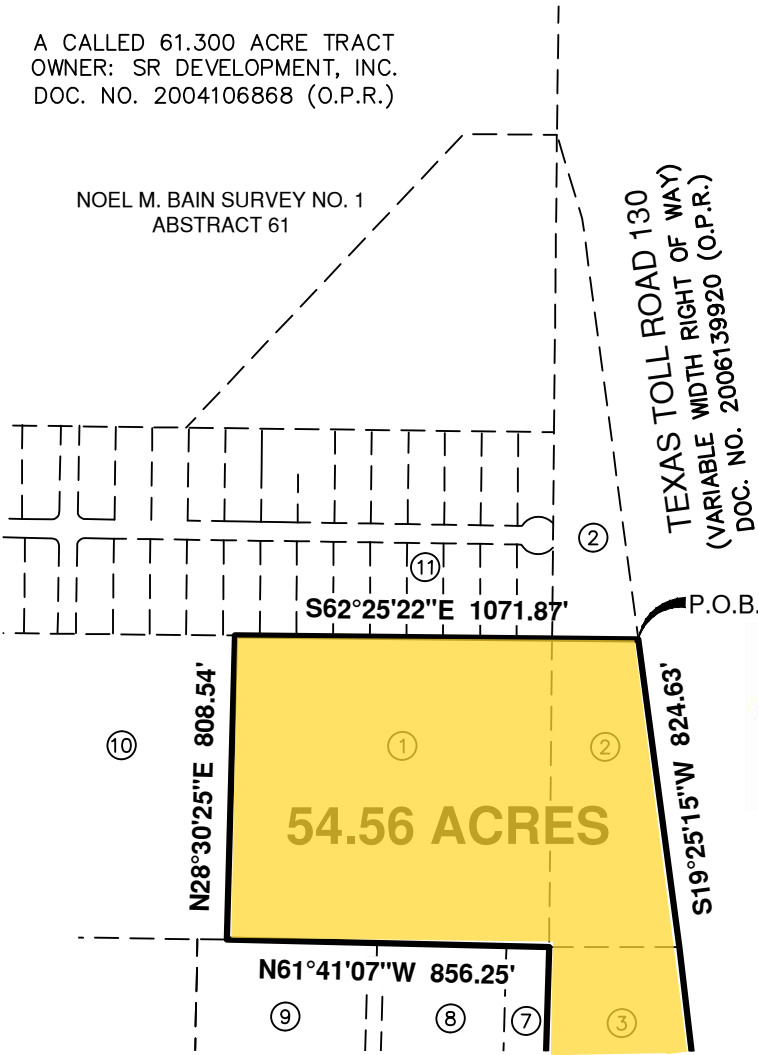 A CALLED 61.300 ACRE TRACT
OWNER: SR DEVELOPMENT, INC.
DOC. NO. 2004106868 (O.P.R.)
NOEL M. BAIN SURVEY NO. 1
ABSTRACT 61
TEXAS TOLL ROAD 130
(VARIABLE WIDTH RIGHT OF WAY)
DOC. NO. 2006139920 (O.P.R.)
2
11
S62°25'22"E 1071.87'
P.O.B.
N28°30'25"E 808.54'
10
1
2
S19°25'15"W 824.63'
54.56 ACRES
N61°41'07"W 856.25'
9
8
7
3